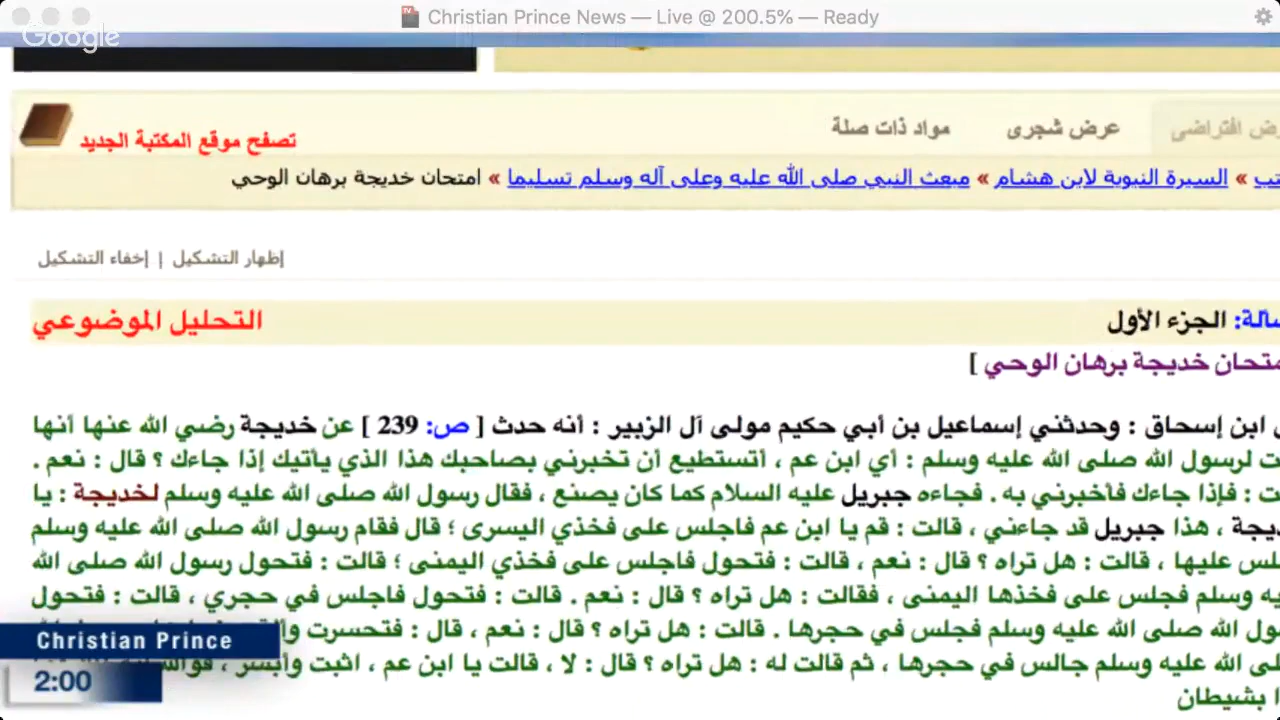 Christian Prince News — Live @ 200.5% — Ready
Google
افتراضى عرض شجرى مواد ذات صلة
تصفح موقع المكتبة الجديد
» السيرة النبوية لابن هشام » مبعث النبي صلى الله عليه وعلى آله وسلم تسليما » امتحان خديجة برهان الوحي
إظهار التشكيل | إخفاء التشكيل
الجزء الأول
التحليل الموضوعي
خديجة برهان الوحي ]
ابن إسحاق : وحدثني إسماعيل بن أبي حكيم مولى آل الزبير : أنه حدث [ ص: 239 ] عن خديجة رضي الله عنها أنها
لرسول الله صلى الله عليه وسلم : أي ابن عم ، أتستطيع أن تخبرني بصاحبك هذا الذي يأتيك إذا جاءك ؟ قال : نعم .
: فإذا جاءك فأخبرني به . فجاءه جبريل عليه السلام كما كان يصنع ، فقال رسول الله صلى الله عليه وسلم لخديجة : يا
، هذا جبريل قد جاءني ، قالت : قم يا ابن عم فاجلس على فخذي اليسرى ؛ قال فقام رسول الله صلى الله عليه وسلم
عليها ، قالت : هل تراه ؟ قال : نعم ، قالت : فتحول فاجلس على فخذي اليمنى ؛ قالت : فتحول رسول الله صلى الله
وسلم فجلس على فخذها اليمنى ، فقالت : هل تراه ؟ قال : نعم . قالت : فتحول فاجلس في حجري ، قالت : فتحول
الله صلى الله عليه وسلم فجلس في حجرها . قالت : هل تراه ؟ قال : نعم ، قال : فتحسرت
الله عليه وسلم جالس في حجرها ، ثم قالت له : هل تراه ؟ قال : لا ، قالت يا ابن عم ، اثبت وأبشر ،
بشيطان
Christian Prince
2:00